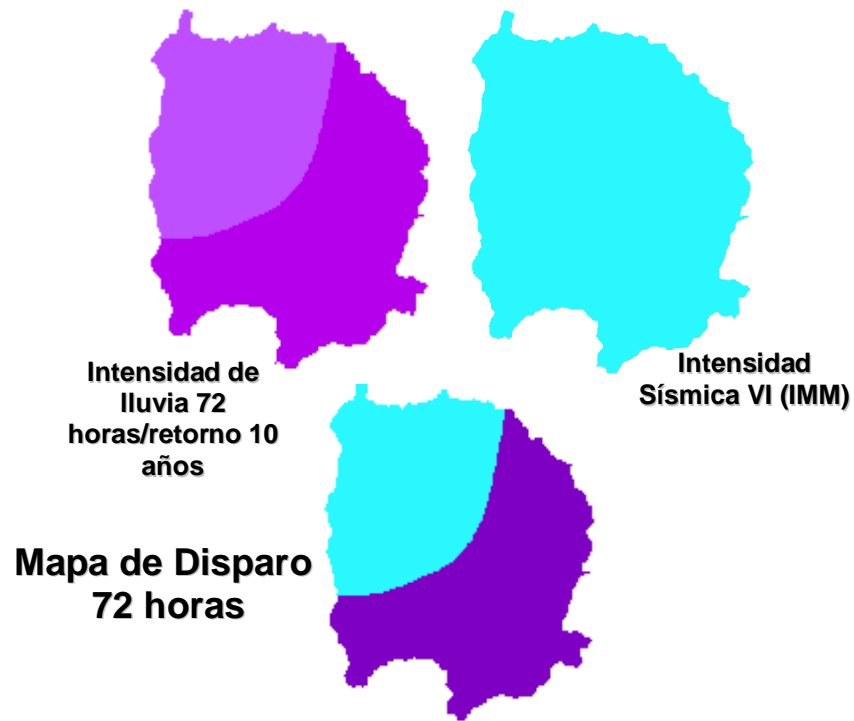 Intensidad de
lluvia 72
horas/retorno 10
años
Intensidad
Sísmica VI (IMM)
Mapa de Disparo
72 horas